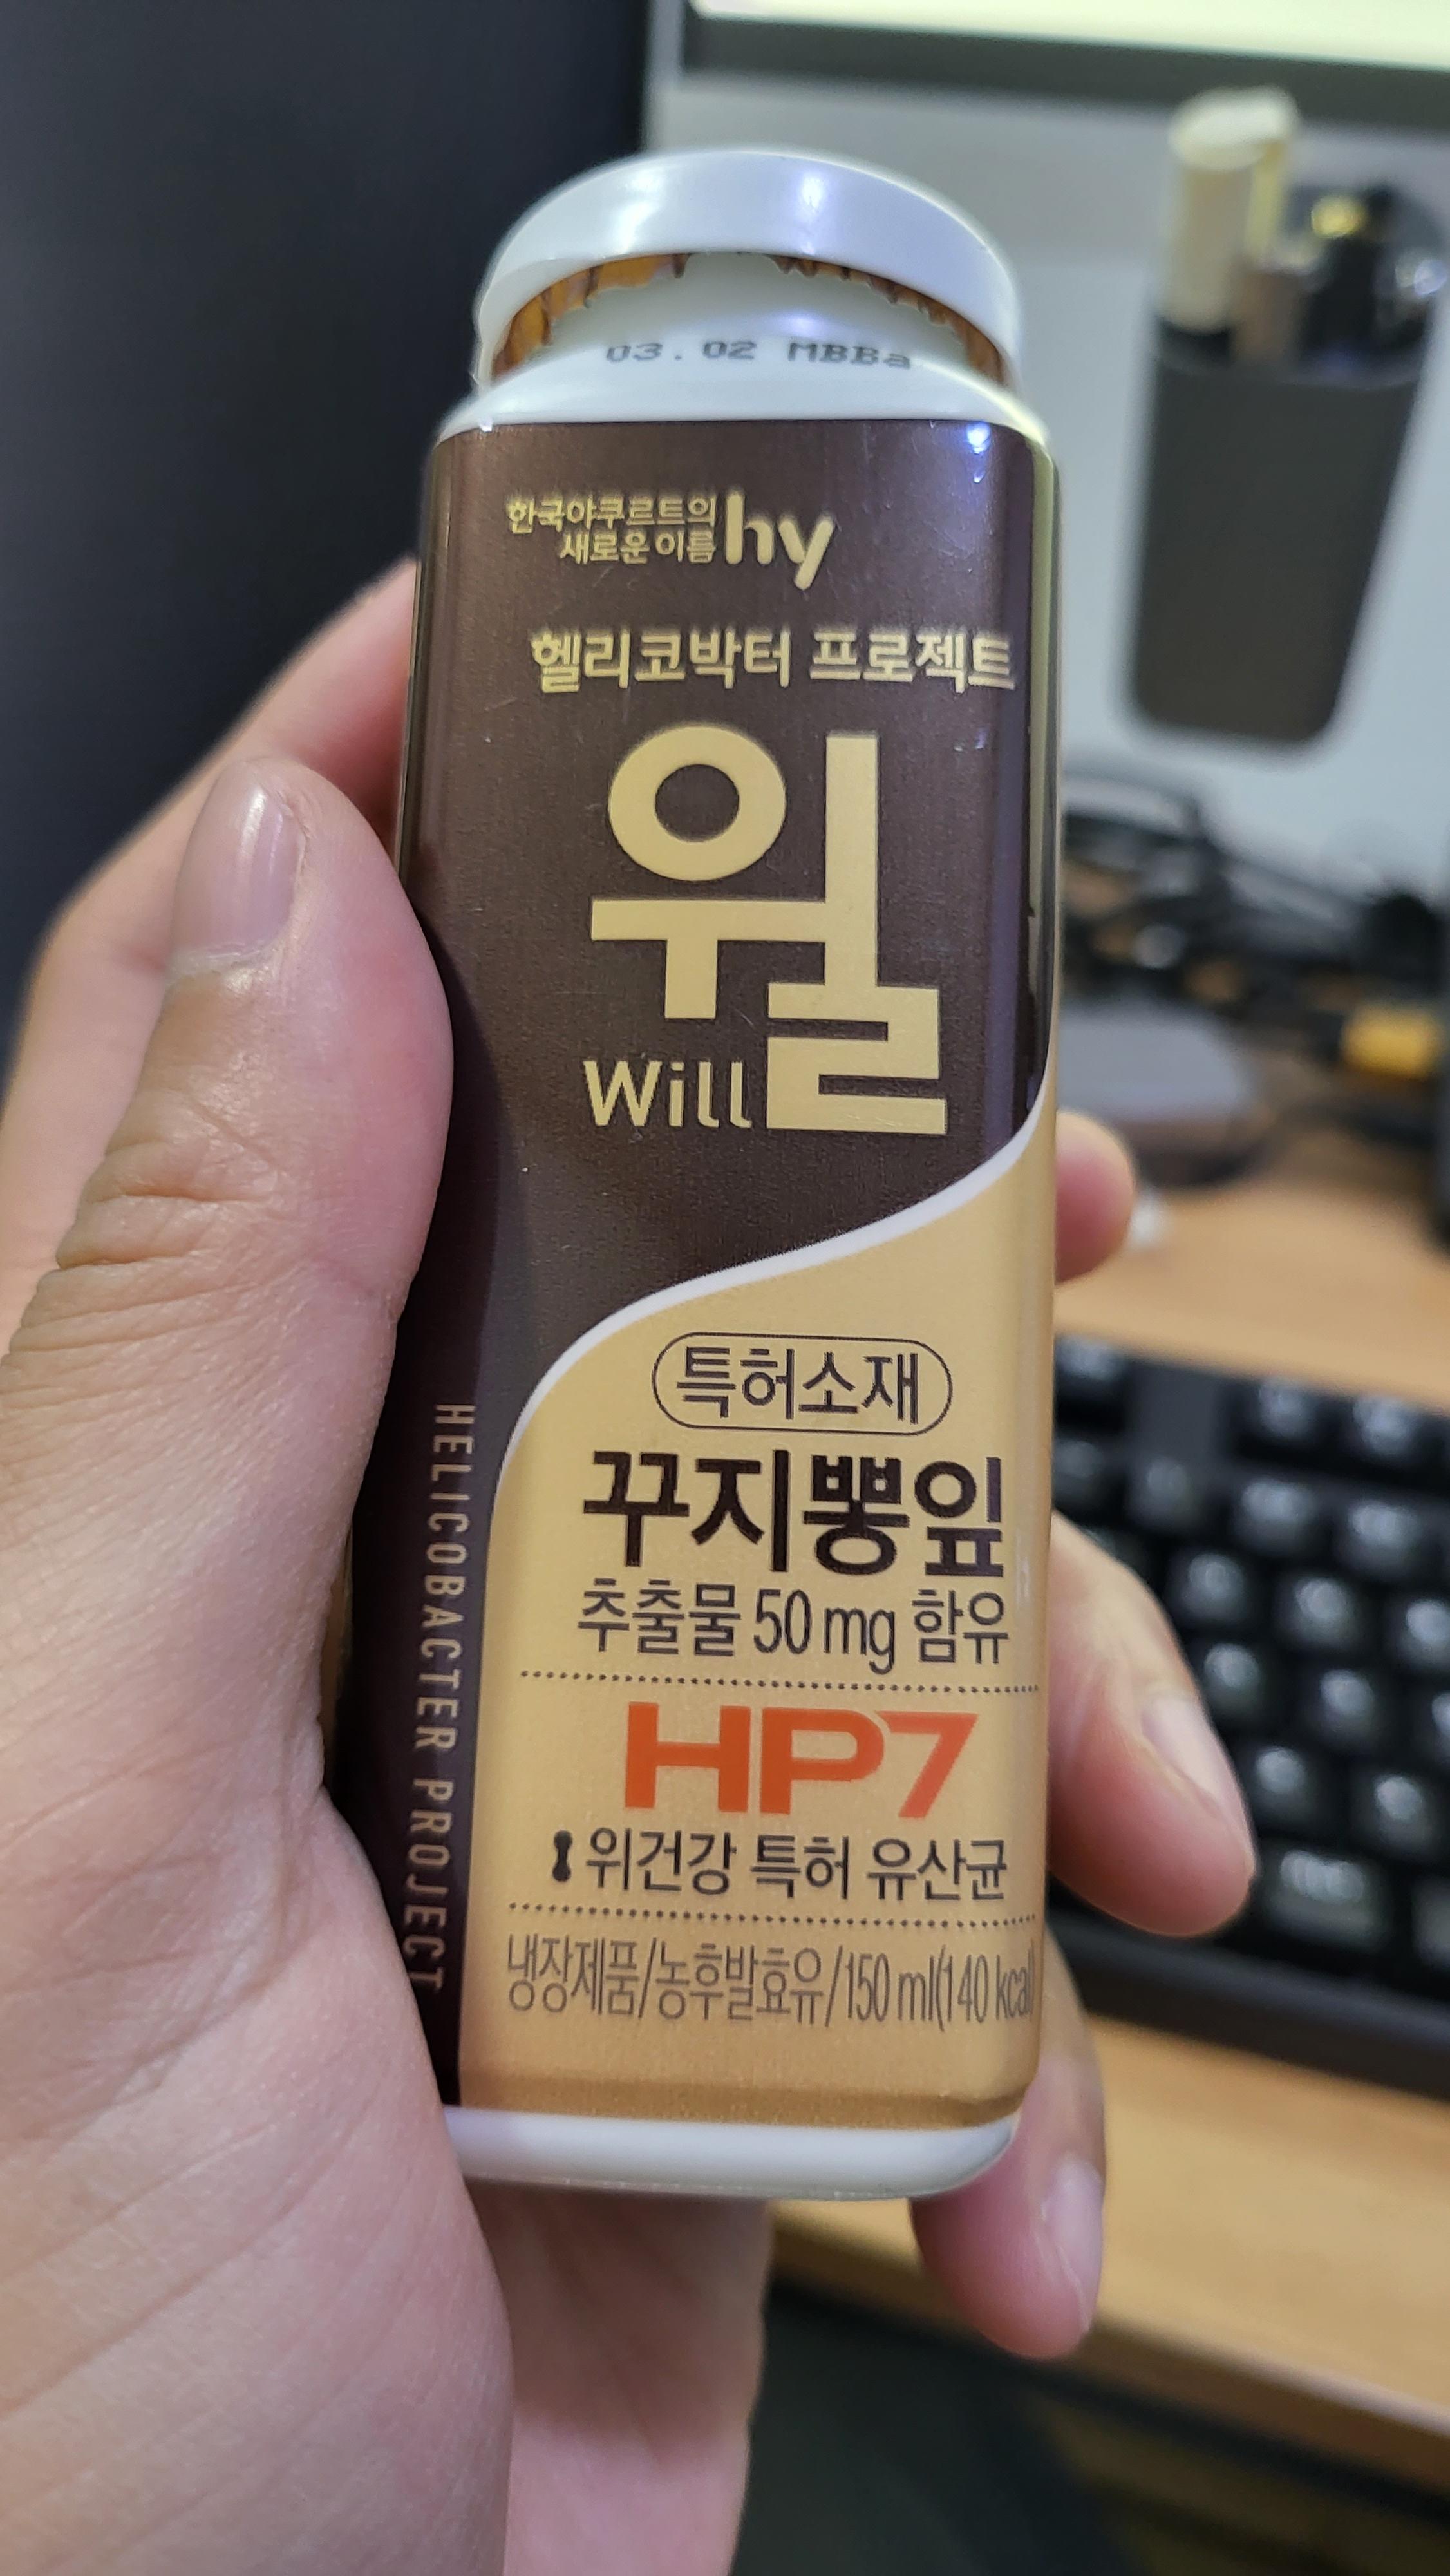 03.02 MBBa
한국야쿠르트의
새로운 이름 hy
헬리코박터 프로젝트
윌
Will
특허소재
꾸지뽕잎
추출물 50 mg 함유
HP7
위건강 특허 유산균
냉장제품/농후발효유/150 ml(140 kcal)
HELICOBACTER PROJECT